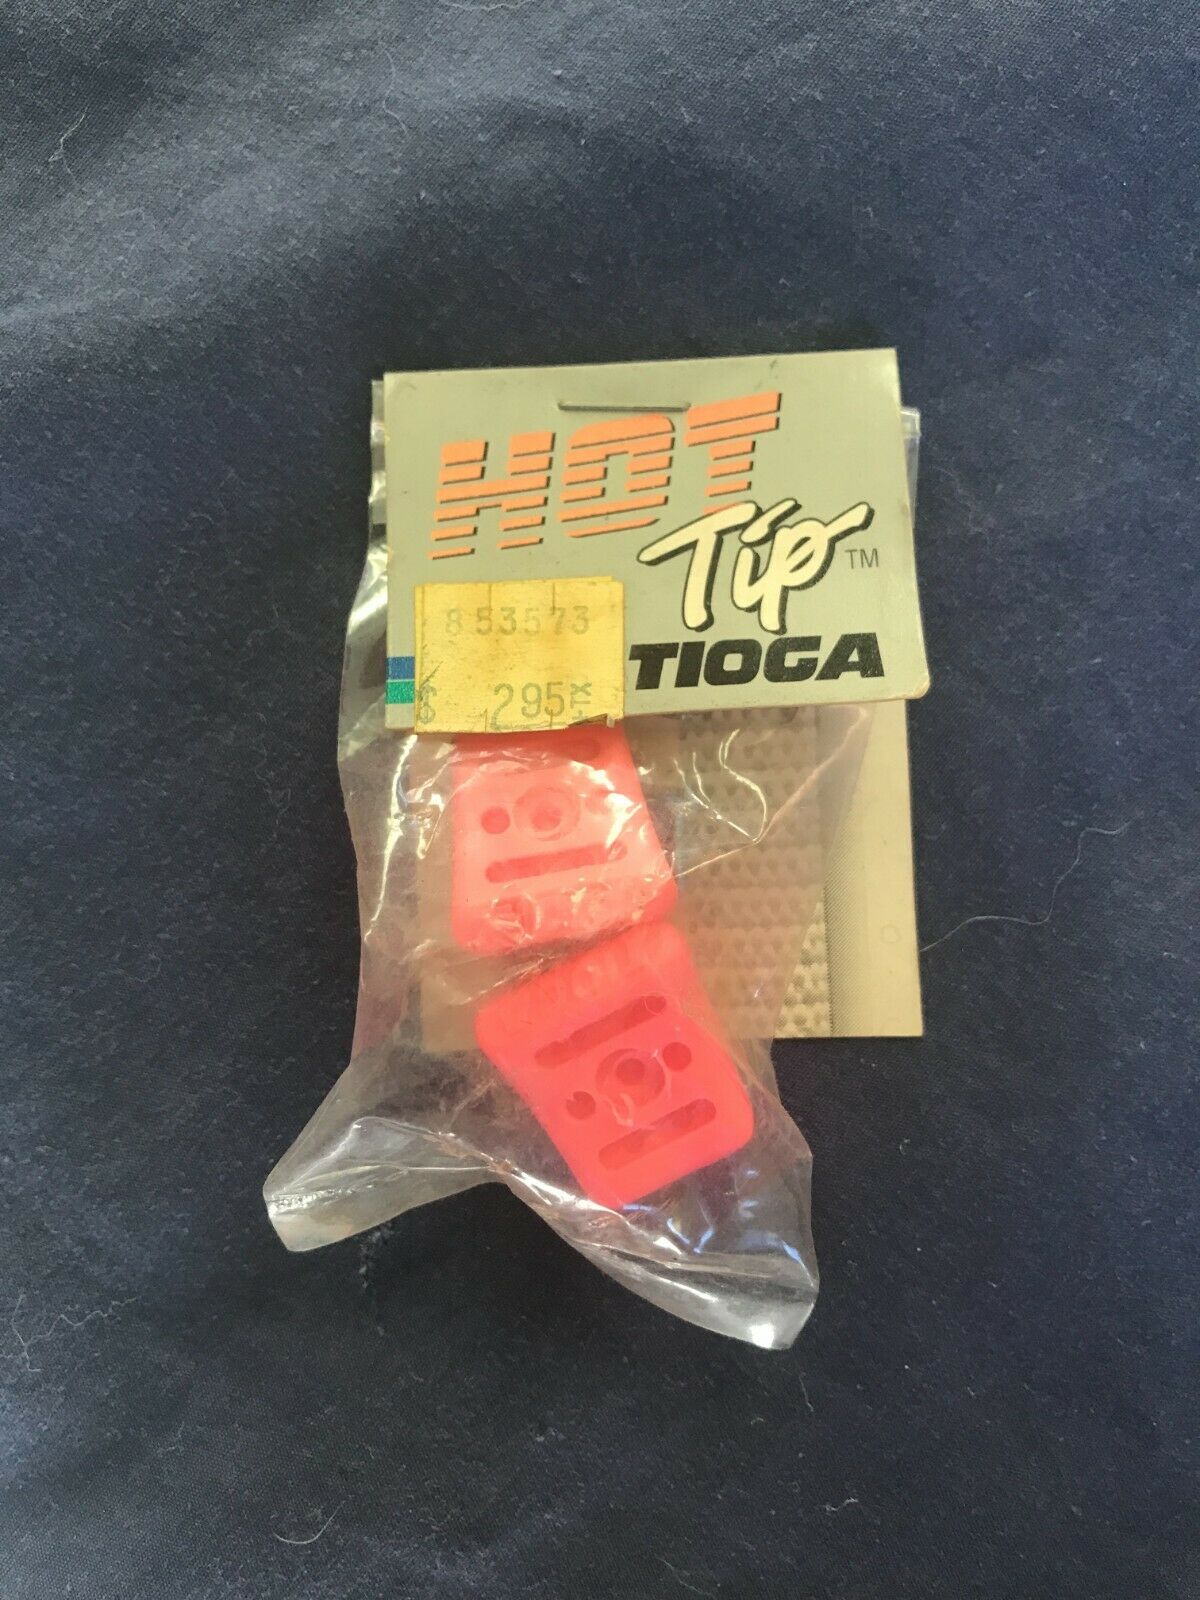 HOT
Tip™
TIOGA
853573
$ 295